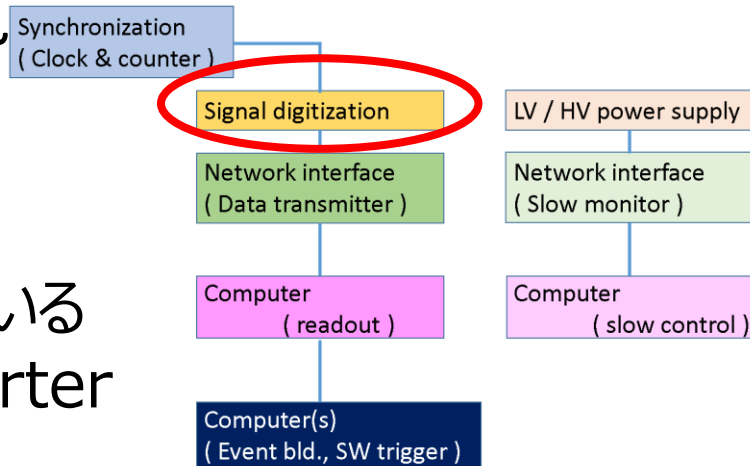 Synchronization
( Clock & counter )
Signal digitization
Network interface
( Data transmitter )
Computer
( readout )
Computer(s)
( Event bld., SW trigger )
LV / HV power supply
Network interface
( Slow monitor )
Computer
( slow control )
いる
rter